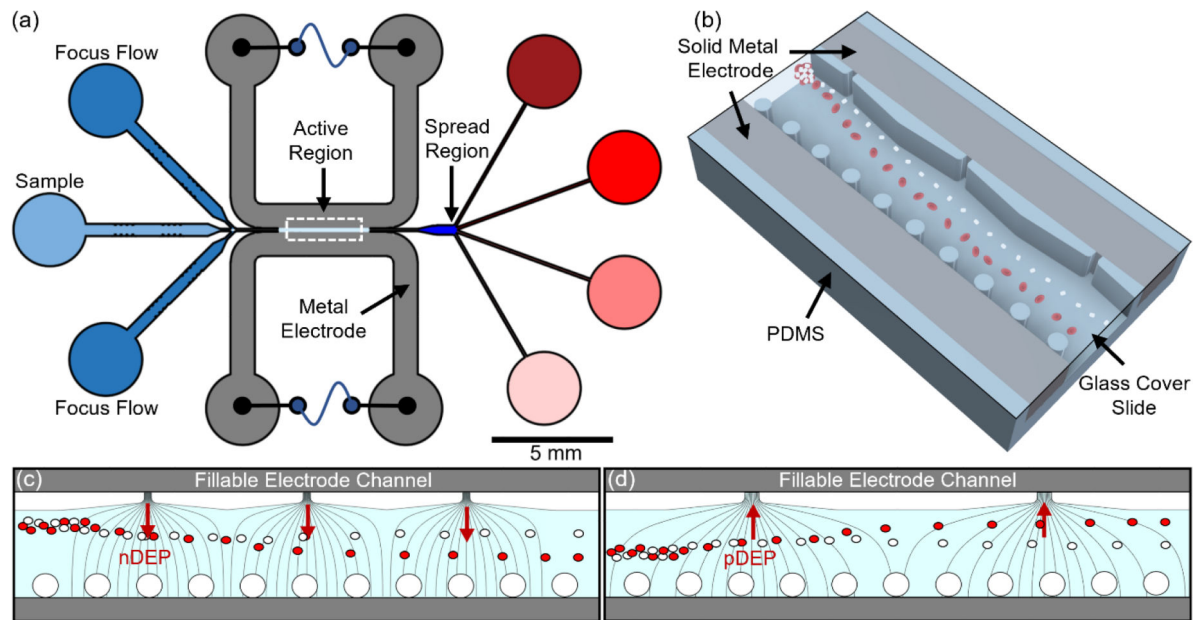 (a)
Focus Flow
Sample
Focus Flow
Active
Region
Spread
Region
Metal
Electrode
5 mm
(b)
Solid Metal
Electrode
PDMS
Glass Cover
Slide
(c)
Fillable Electrode Channel
nDEP
(d)
Fillable Electrode Channel
pDEP